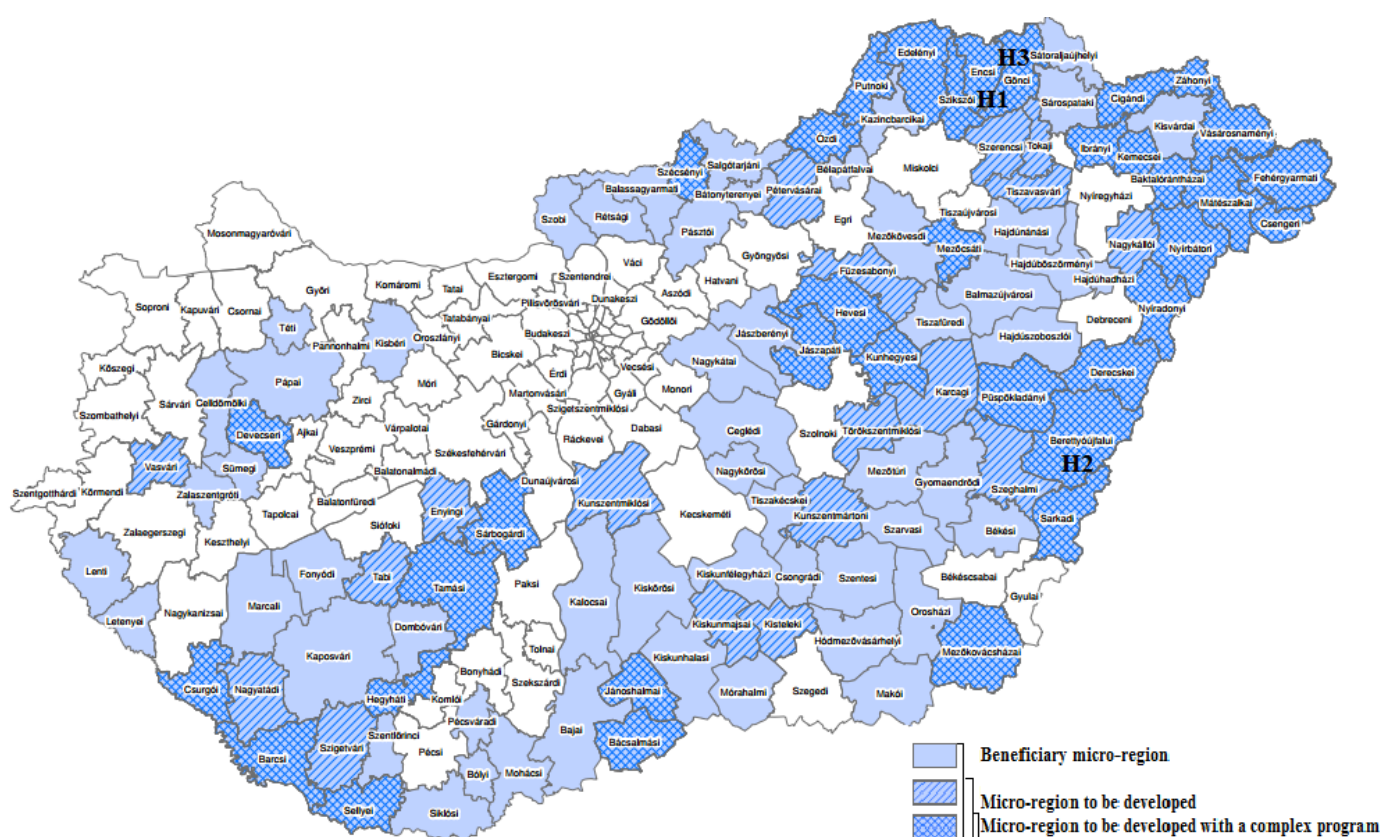 Edelényi
H3
Sátoraljaújhelyi
Encsi
Gönci
Putnoki
Záhonyi
Szikszói
H1
Sárospataki
Cigándi
Kazincbarcikai
Kisvárdai
Vásárosnaményi
Ózdi
Szerencsi
Tokaji
Ibrányi
Kemecsei
Salgótarjáni
Bélapátfalvai
Miskolci
Szécsényi
Baktalórántházai
Fehérgyarmati
Balassagyarmati
Bátonyterenyei
Pétervásárai
Tiszavasvári
Nyíregyházi
Mátészalkai
Szobi
Rétsági
Egri
Tiszaújvárosi
Csengeri
Pásztói
Mezőkövesdi
Hajdúnánási
Nagykállói
Nyírbátori
Mosonmagyaróvári
Mezőcsáti
Gyöngyösi
Hajdúböszörményi
Váci
Füzesabonyi
Hajdúhadházi
Esztergomi
Szentendrei
Hatvani
Komáromi
Tatai
Győri
Aszódi
Balmazújvárosi
Soproni
Kapuvári
Csornai
Pilisvörösvári
Dunakeszi
Hevesi
Nyíradonyi
Tatabányai
Gödöllői
Tiszafüredi
Debreceni
Téti
Budakeszi
Jászberényi
Hajdúszoboszlói
Pannonhalmi
Kisbéri
Oroszlányi
Jászapáti
Bicskei
Nagykátai
Kunhegyesi
Kőszegi
Vecsési
Derecskei
Érdi
Pápai
Móri
Monori
Karcagi
Martonvásári
Gyáli
Püspökladányi
Celldömölki
Zirci
Sárvári
Szigetszentmiklósi
Szombathelyi
Gárdonyi
Dabasi
Törökszentmiklósi
Várpalotai
Ceglédi
Devecseri
Ajkai
Ráckevei
Szolnoki
Berettyóújfalui
Veszprémi
Székesfehérvári
H2
Vasvári
Sümegi
Balatonalmádi
Nagykőrösi
Mezőtúri
Dunaújvárosi
Gyomaendrődi
Szeghalmi
Körmendi
Szentgotthárdi
Zalaszentgróti
Tiszakécskei
Balatonfüredi
Kunszentmiklósi
Tapolcai
Enyingi
Kunszentmártoni
Sarkadi
Kecskeméti
Siófoki
Zalaegerszegi
Sárbogárdi
Szarvasi
Békési
Keszthelyi
Tabi
Lenti
Fonyódi
Kiskunfélegyházi
Csongrádi
Szentesi
Békéscsabai
Tamási
Paksi
Kiskőrösi
Gyulai
Marcali
Kalocsai
Nagykanizsai
Orosházi
Letenyei
Kiskunmajsai
Kisteleki
Dombóvári
Hódmezővásárhelyi
Tolnai
Mezőkovácsházai
Kaposvári
Kiskunhalasi
Bonyhádi
Szekszárdi
Csurgói
Nagyatádi
Jánoshalmai
Mórahalmi
Szegedi
Makói
Hegyháti
Komlói
Pécsváradi
Bajai
Szentlőrinci
Szigetvári
Bácsalmási
Barcsi
Pécsi
Bólyi
Mohácsi
Sellyei
Siklósi
Beneficiary micro-region
Micro-region to be developed
Micro-region to be developed with a complex program